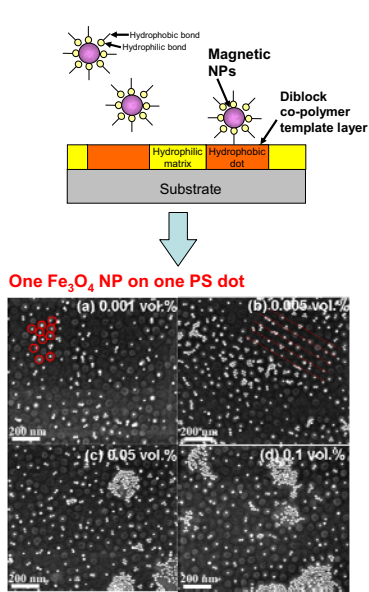 Hydrophobic bond
Hydrophilic bond
Magnetic
NPs
Diblock
co-polymer
template layer
Hydrophilic
matrix
Hydrophobic
dot
Substrate
One Fe₃O₄ NP on one PS dot
(a) 0.001 vol.%
(b) 0.005 vol.%
200 nm
200 nm
(c) 0.05 vol.%
(d) 0.1 vol.%
200 nm
200 nm